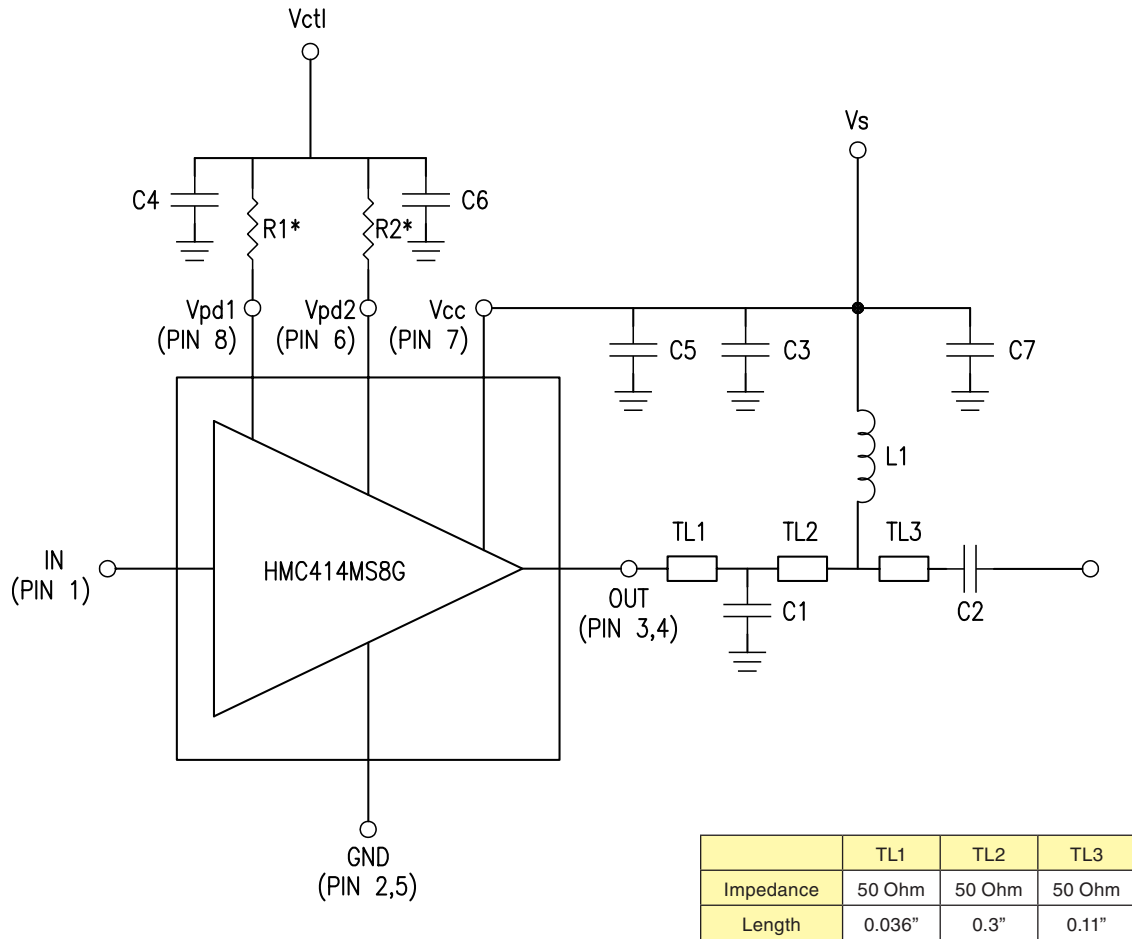 Vctl
Vs
C4
R1*
R2*
C6
Vpd1
(PIN 8)
Vpd2
(PIN 6)
Vcc
(PIN 7)
C5
C3
C7
L1
IN
(PIN 1)
HMC414MS8G
TL1
TL2
TL3
OUT
(PIN 3,4)
C1
C2
GND
(PIN 2,5)
TL1 TL2 TL3
Impedance 50 Ohm 50 Ohm 50 Ohm
Length 0.036” 0.3” 0.11”